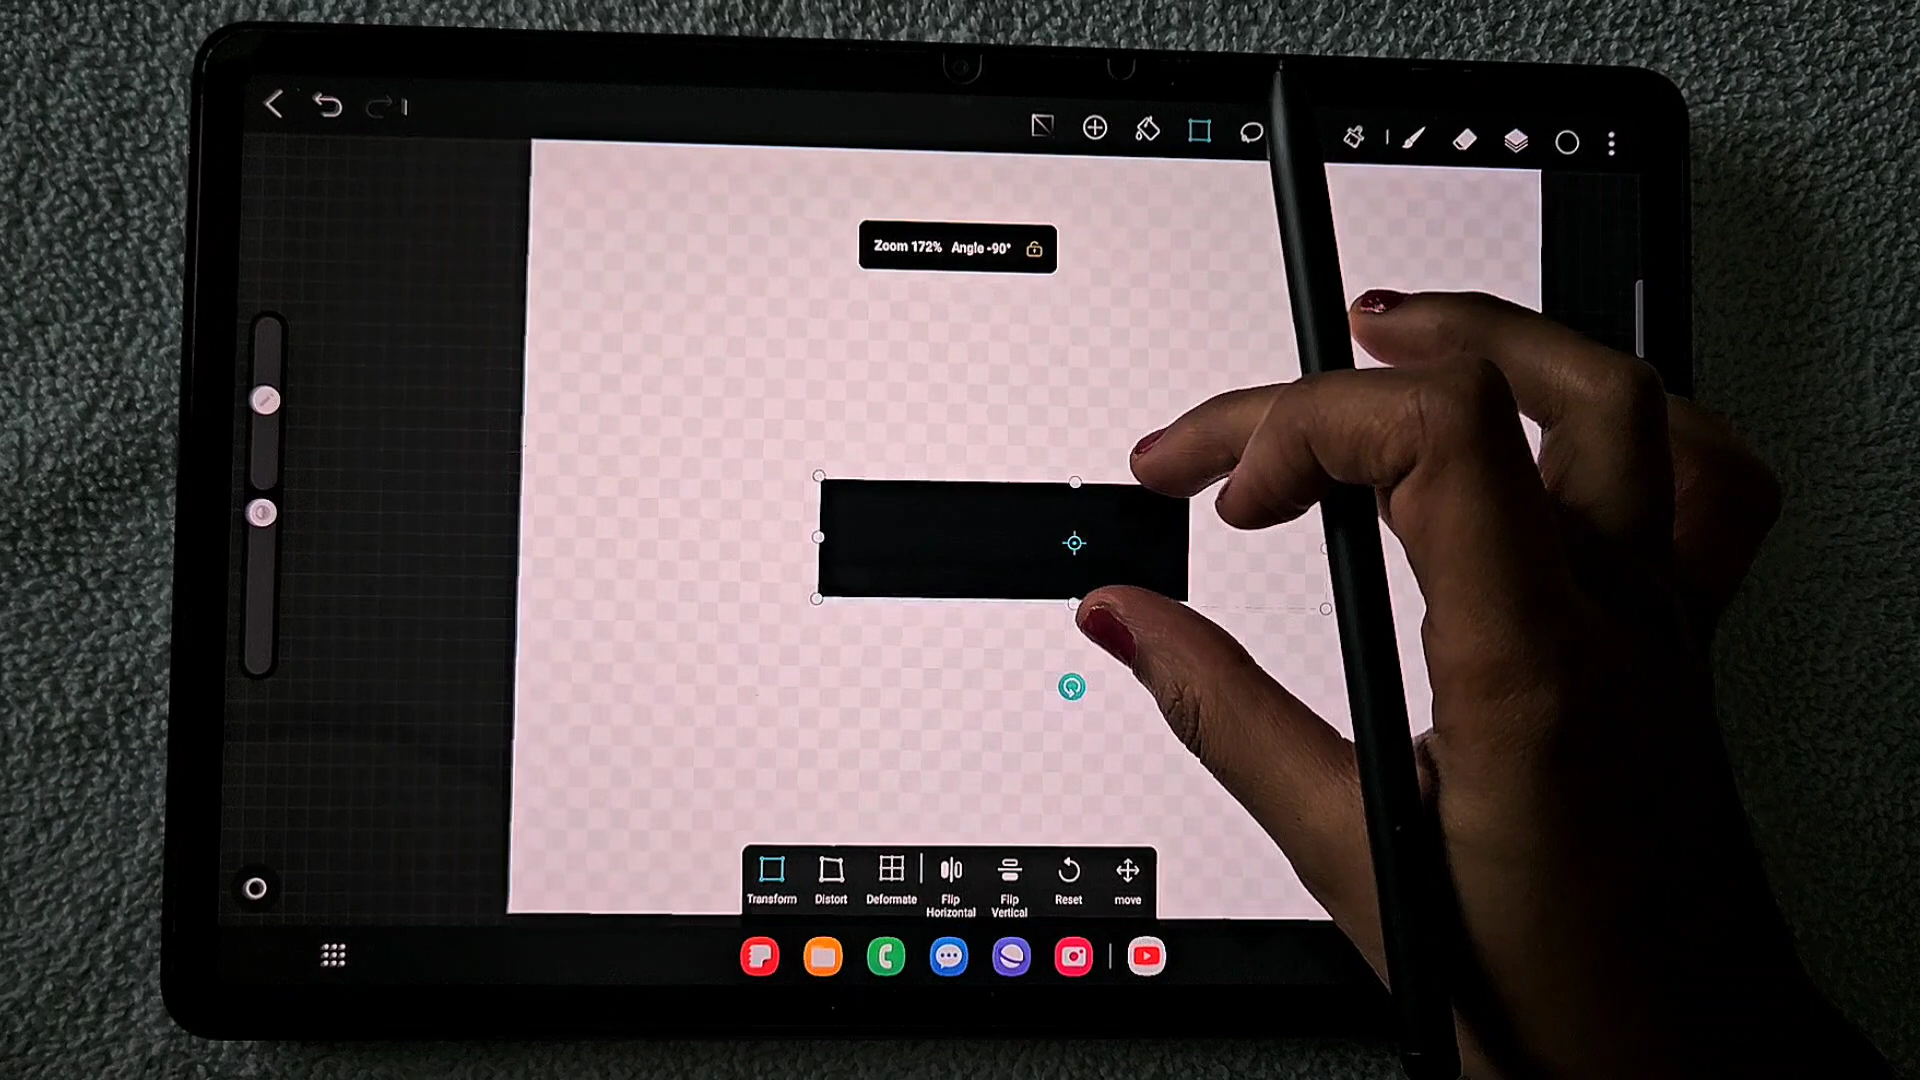 Zoom 172% Angle -90°
Transform Distort Deformate Flip Horizontal Flip Vertical Reset move